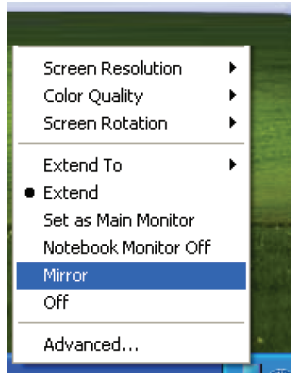 Screen Resolution
Color Quality
Screen Rotation
Extend To
Extend
Set as Main Monitor
Notebook Monitor Off
Mirror
Off
Advanced...